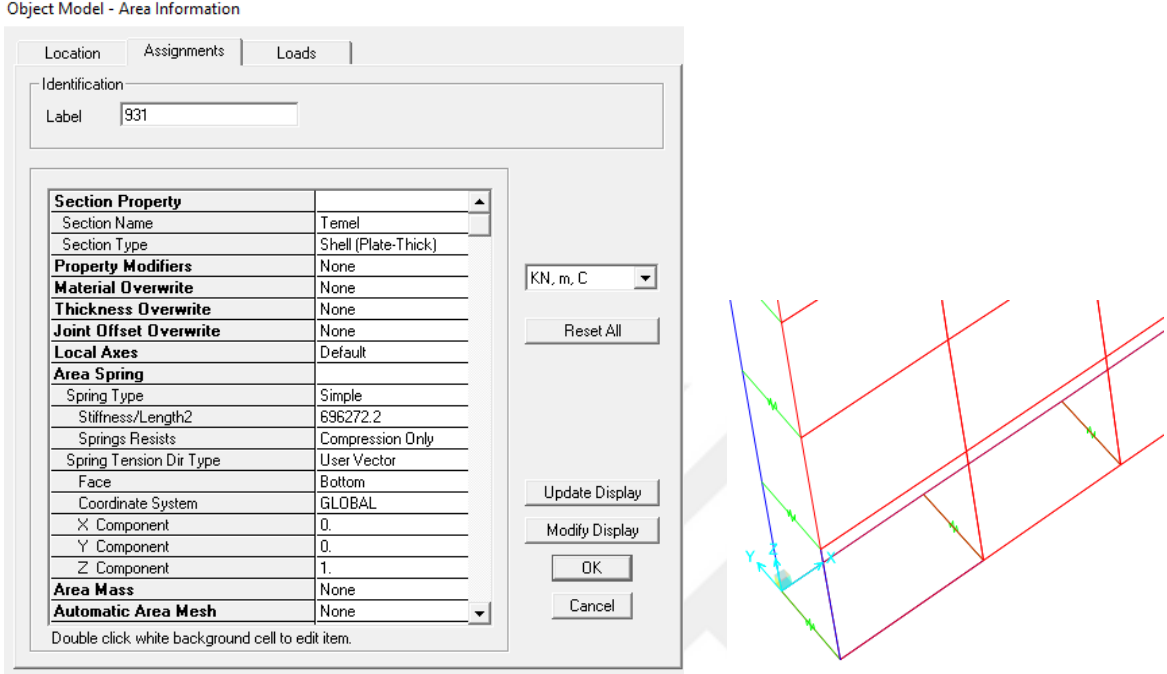 Object Model - Area Information
Location Assignments Loads
Identification
Label 931
Section Property
Section Name Temel
Section Type Shell (Plate-Thick)
Property Modifiers None
Material Overwrite None
Thickness Overwrite None
Joint Offset Overwrite None
Local Axes Default
Area Spring
Spring Type Simple
Stiffness/Length2 696272.2
Springs Resists Compression Only
Spring Tension Dir Type User Vector
Face Bottom
Coordinate System GLOBAL
X Component 0.
Y Component 0.
Z Component 1.
Area Mass None
Automatic Area Mesh None
Double click white background cell to edit item.
KN, m, C
Reset All
Update Display
Modify Display
OK
Cancel
Y Z X